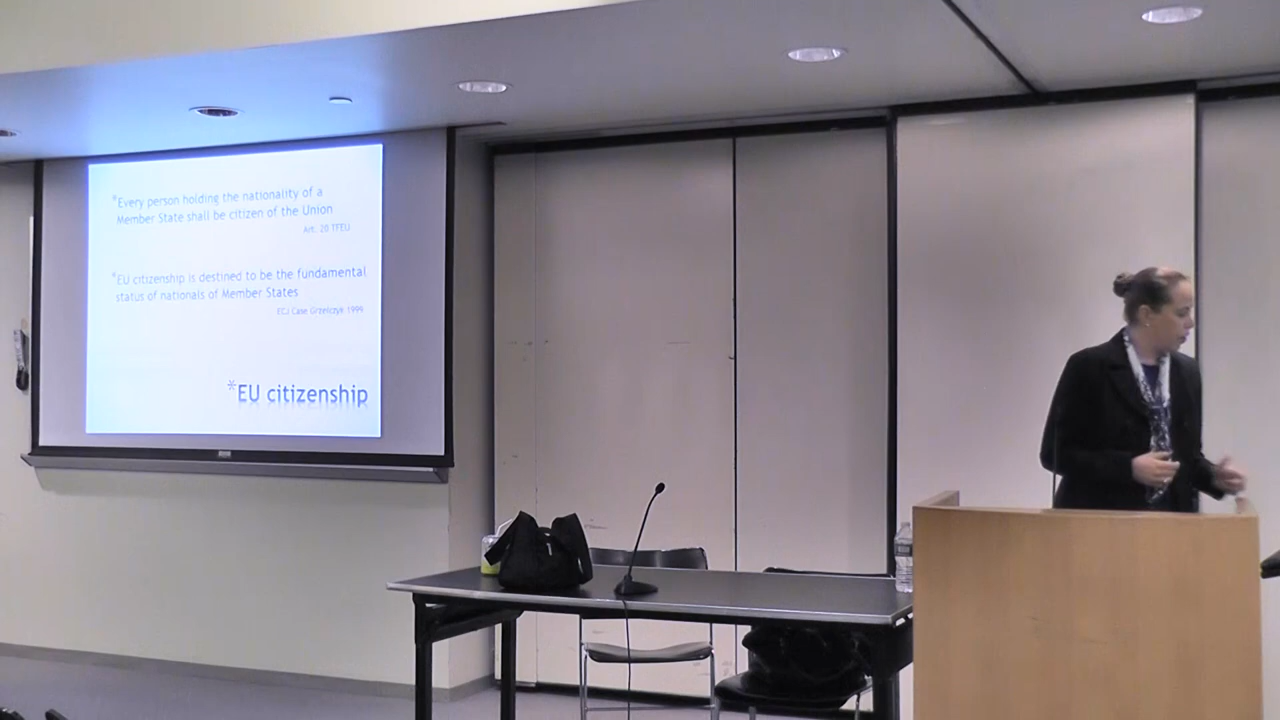 *Every person holding the nationality of a
Member State shall be citizen of the Union
Art. 20 TFEU
*EU citizenship is destined to be the fundamental
status of nationals of Member States
ECJ Case Grzelczyk 1999
*EU citizenship